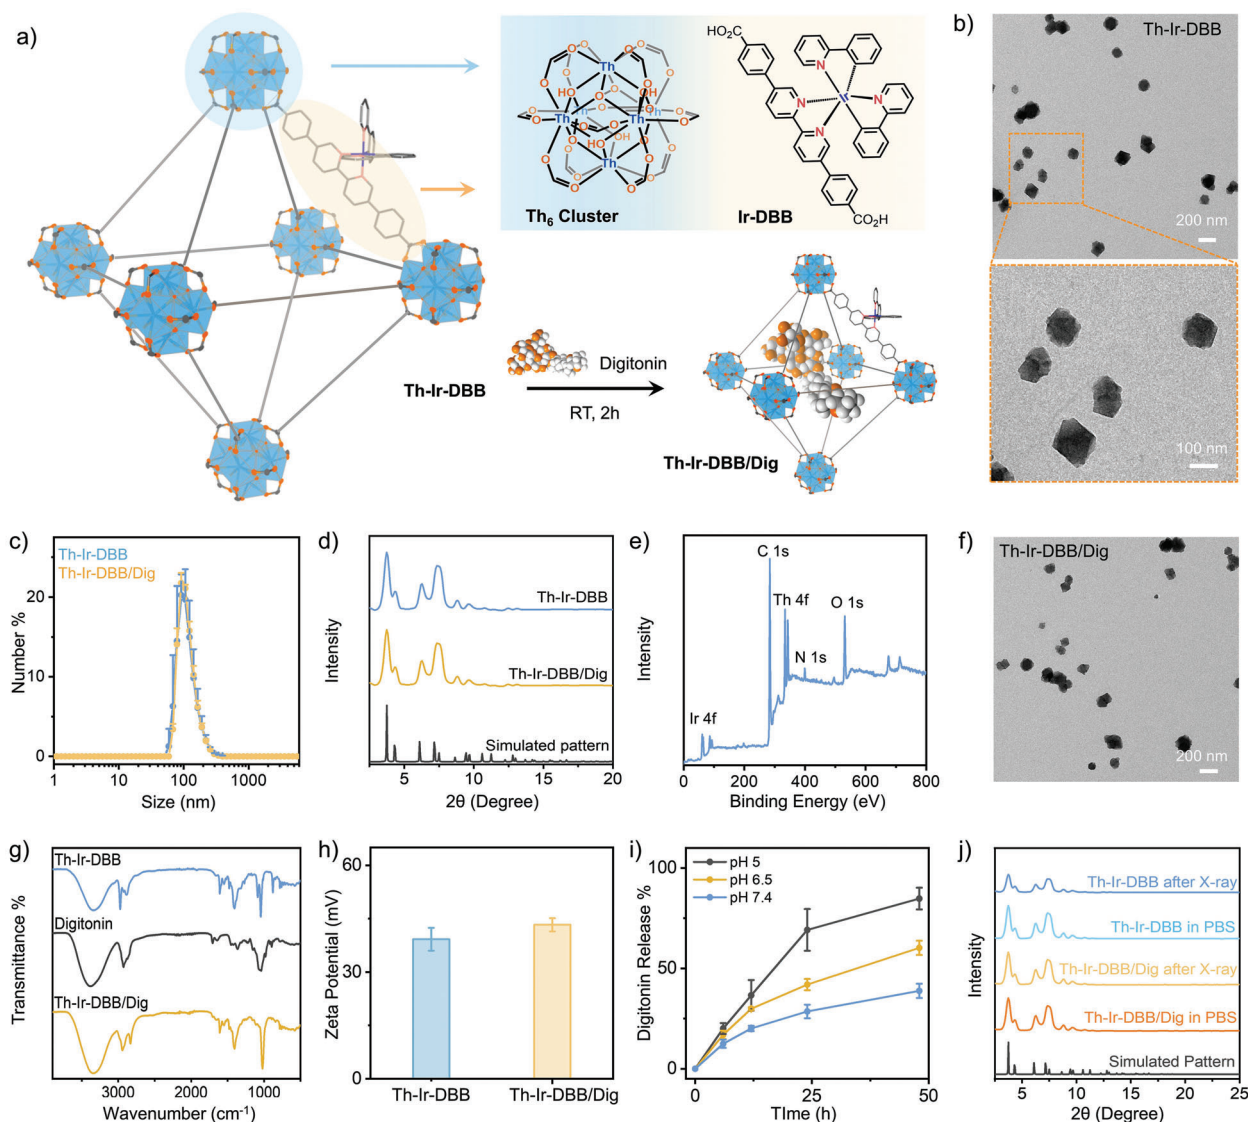 a)
HO₂C
Th
O
HO
OH
N
Ir
CO₂H
Th₆ Cluster
Ir-DBB
Th-Ir-DBB
Digitonin
RT, 2h
Th-Ir-DBB/Dig
b)
Th-Ir-DBB
200 nm
100 nm
c)
Th-Ir-DBB
Th-Ir-DBB/Dig
Number %
20
10
0
1
10
100
1000
Size (nm)
d)
Intensity
Th-Ir-DBB
Th-Ir-DBB/Dig
Simulated pattern
5
10
15
20
2θ (Degree)
e)
Intensity
C 1s
Th 4f
N 1s
O 1s
Ir 4f
0
200
400
600
800
Binding Energy (eV)
f)
Th-Ir-DBB/Dig
200 nm
g)
Transmittance %
Th-Ir-DBB
Digitonin
Th-Ir-DBB/Dig
3000
2000
1000
Wavenumber (cm⁻¹)
h)
Zeta Potential (mV)
60
30
0
Th-Ir-DBB
Th-Ir-DBB/Dig
i)
Digitonin Release %
100
50
0
pH 5
pH 6.5
pH 7.4
0
25
50
TIme (h)
j)
Intensity
Th-Ir-DBB after X-ray
Th-Ir-DBB in PBS
Th-Ir-DBB/Dig after X-ray
Th-Ir-DBB/Dig in PBS
Simulated Pattern
5
10
15
20
25
2θ (Degree)